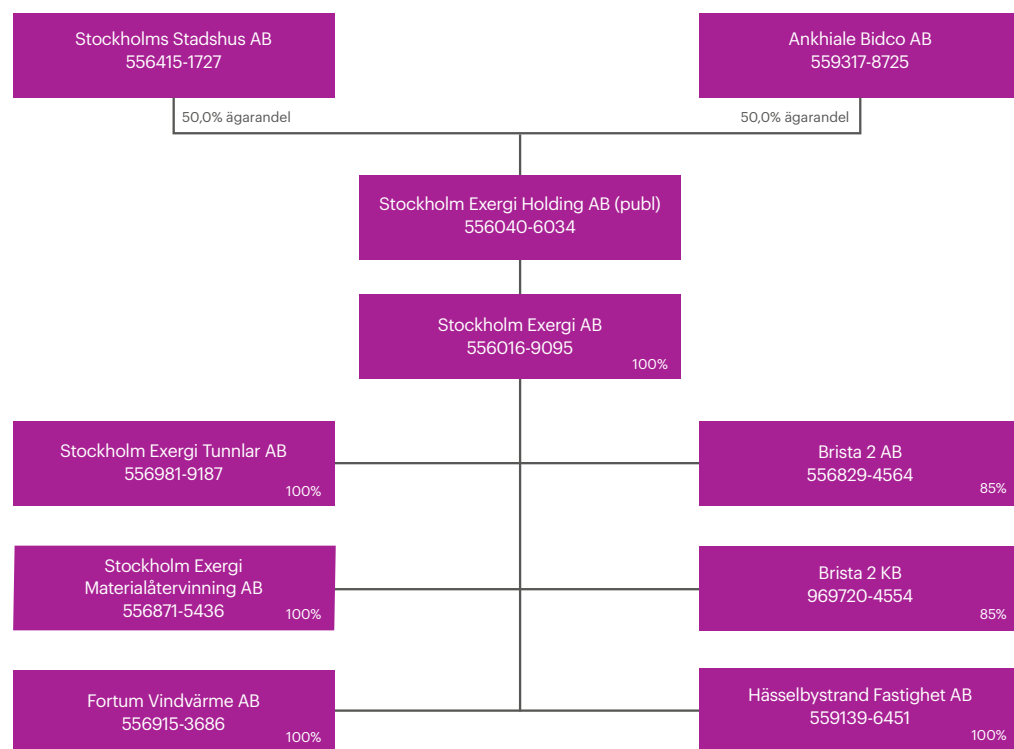 Stockholms Stadshus AB
556415-1727
Ankhiale Bidco AB
559317-8725
50,0% ägarandel
50,0% ägarandel
Stockholm Exergi Holding AB (publ)
556040-6034
Stockholm Exergi AB
556016-9095
100%
Stockholm Exergi Tunnlar AB
556981-9187
100%
Brista 2 AB
556829-4564
85%
Stockholm Exergi
Materialåtervinning AB
556871-5436
100%
Brista 2 KB
969720-4554
85%
Fortum Vindvärme AB
556915-3686
100%
Hässelbystrand Fastighet AB
559139-6451
100%